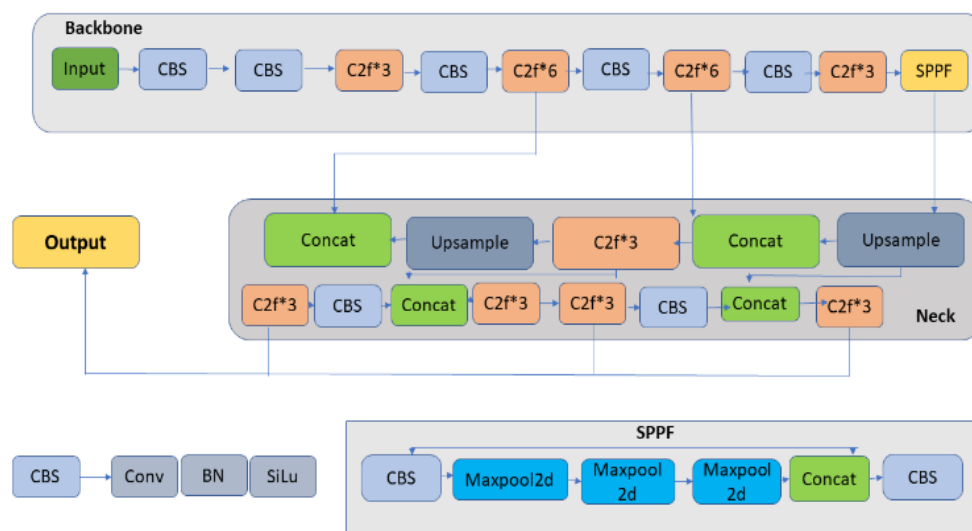 Backbone
Input
CBS
CBS
C2f*3
CBS
C2f*6
CBS
C2f*6
CBS
C2f*3
SPPF
Output
Concat
Upsample
C2f*3
Concat
Upsample
C2f*3
CBS
Concat
C2f*3
C2f*3
CBS
Concat
C2f*3
Neck
CBS
Conv
BN
SiLu
SPPF
CBS
Maxpool2d
Maxpool
2d
Maxpool
2d
Concat
CBS